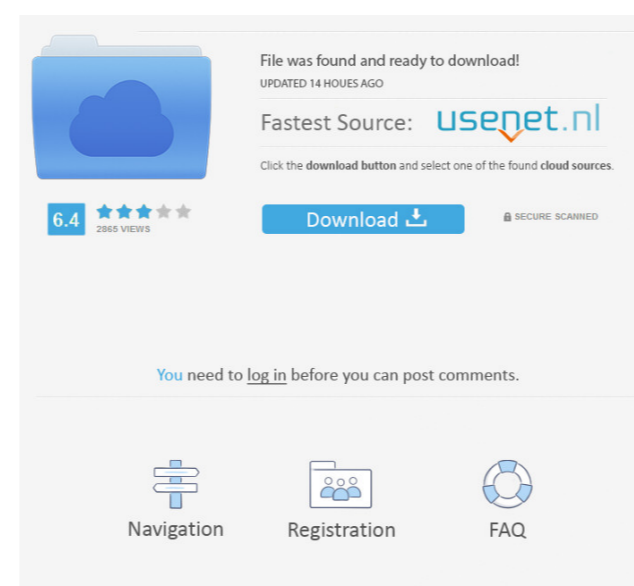 File was found and ready to download!
UPDATED 14 HOUES AGO
Fastest Source: usenet.nl
Click the download button and select one of the found cloud sources.
6.4
2865 VIEWS
Download
SECURE SCANNED
You need to log in before you can post comments.
Navigation
Registration
FAQ